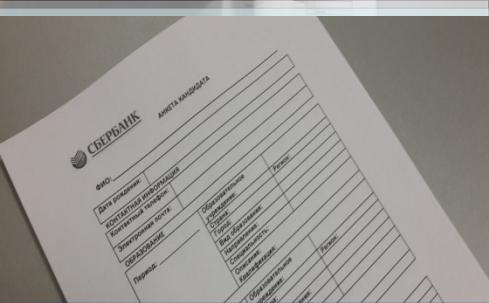 СБЕРБАНК
АНКЕТА КАНДИДАТА
ФИО:
Дата рождения:
КОНТАКТНАЯ ИНФОРМАЦИЯ
Контактный телефон:
Электронная почта:
ОБРАЗОВАНИЕ
Период:
Образовательное
учреждение:
Страна:
Регион:
Город:
Вид образования:
Направление:
Специальность:
Описание:
Квалификация:
Образовательное
учреждение:
Регион: